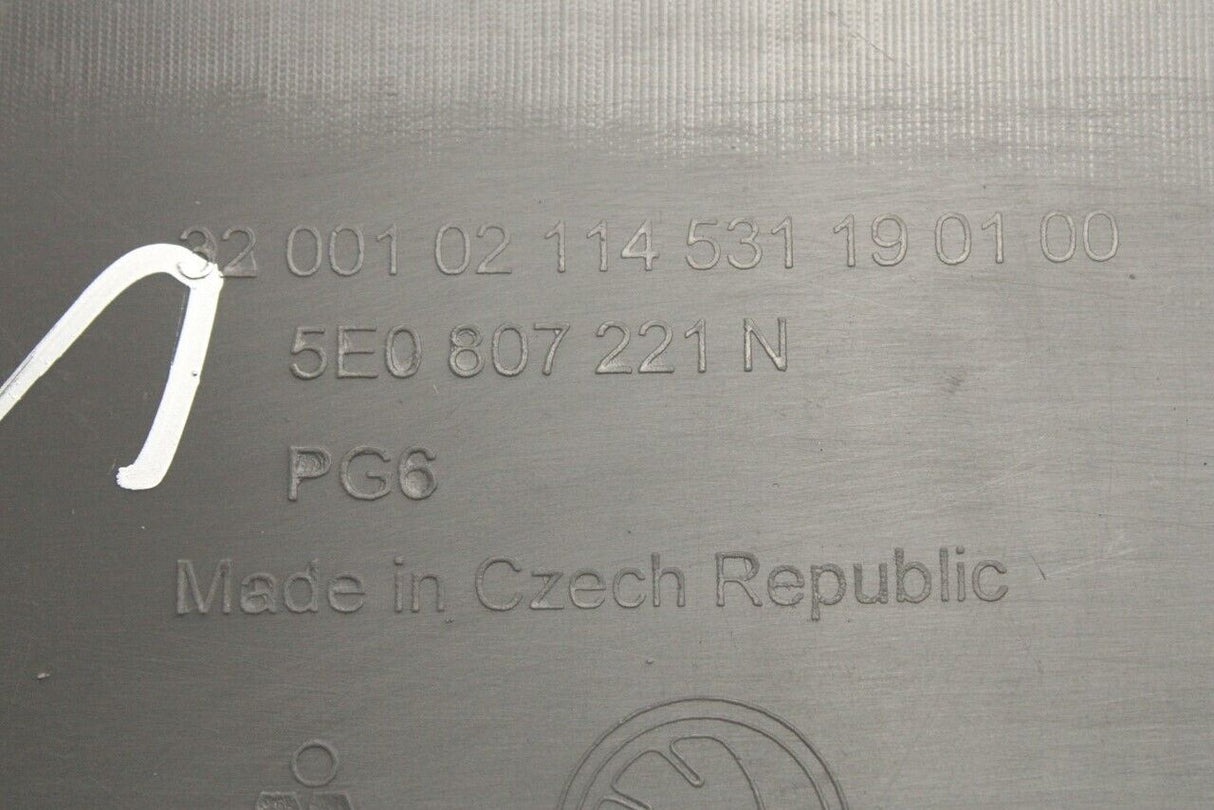 32 001 02 114 531 19 01 00
5E0 807 221 N
PG6
Made in Czech Republic